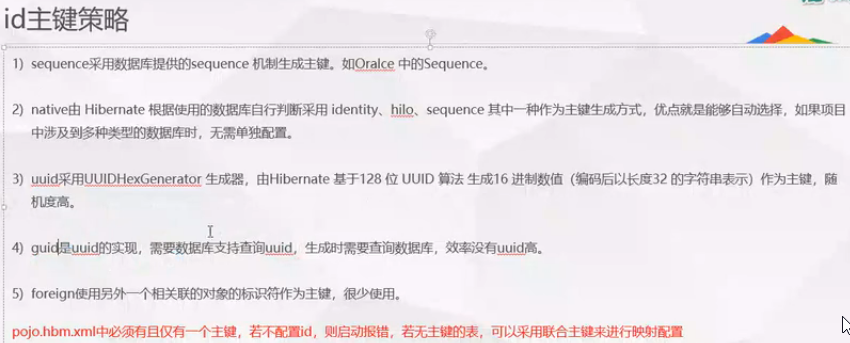 id主键策略
1) sequence采用数据库提供的sequence 机制生成主键。如Oralce 中的Sequence。
2) native由 Hibernate 根据使用的数据库自行判断采用 identity、hilo、sequence 其中一种作为主键生成方式，优点就是能够自动选择，如果项目
中涉及到多种类型的数据库时，无需单独配置。
3) uuid采用UUIDHexGenerator 生成器，由Hibernate 基于128 位 UUID 算法 生成16 进制数值（编码后以长度32 的字符串表示）作为主键，随
机度高。
4) guid是uuid的实现，需要数据库支持查询uuid，生成时需要查询数据库，效率没有uuid高。
5) foreign使用另外一个相关联的对象的标识符作为主键，很少使用。
pojo.hbm.xml中必须有且仅有一个主键，若不配置id，则启动报错，若无主键的表，可以采用联合主键来进行映射配置